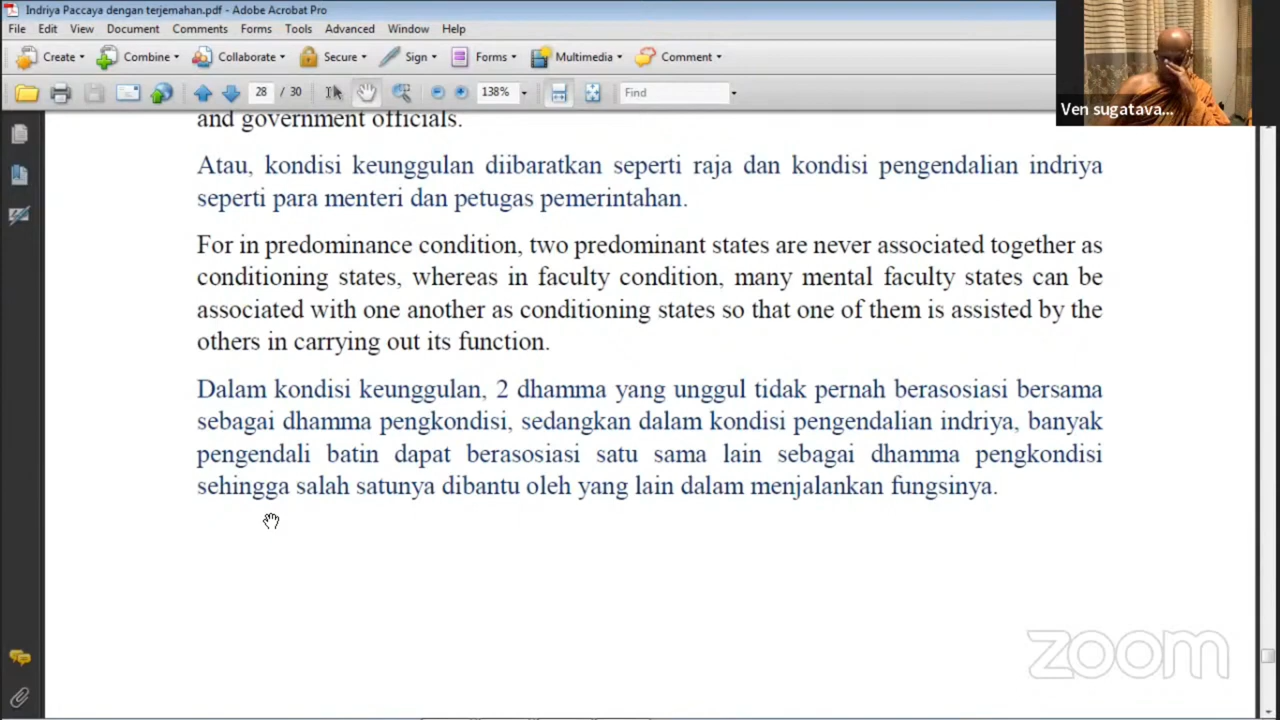 Indriya Paccaya dengan terjemahan.pdf - Adobe Acrobat Pro
File Edit View Document Comments Forms Tools Advanced Window Help
Create Combine Collaborate Secure Sign Forms Multimedia Comment
28 / 30 138% Find
Ven sugatava...
and government officials.
Atau, kondisi keunggulan diibaratkan seperti raja dan kondisi pengendalian indriya
seperti para menteri dan petugas pemerintahan.
For in predominance condition, two predominant states are never associated together as
conditioning states, whereas in faculty condition, many mental faculty states can be
associated with one another as conditioning states so that one of them is assisted by the
others in carrying out its function.
Dalam kondisi keunggulan, 2 dhamma yang unggul tidak pernah berasosiasi bersama
sebagai dhamma pengkondisi, sedangkan dalam kondisi pengendalian indriya, banyak
pengendali batin dapat berasosiasi satu sama lain sebagai dhamma pengkondisi
sehingga salah satunya dibantu oleh yang lain dalam menjalankan fungsinya.
zoom